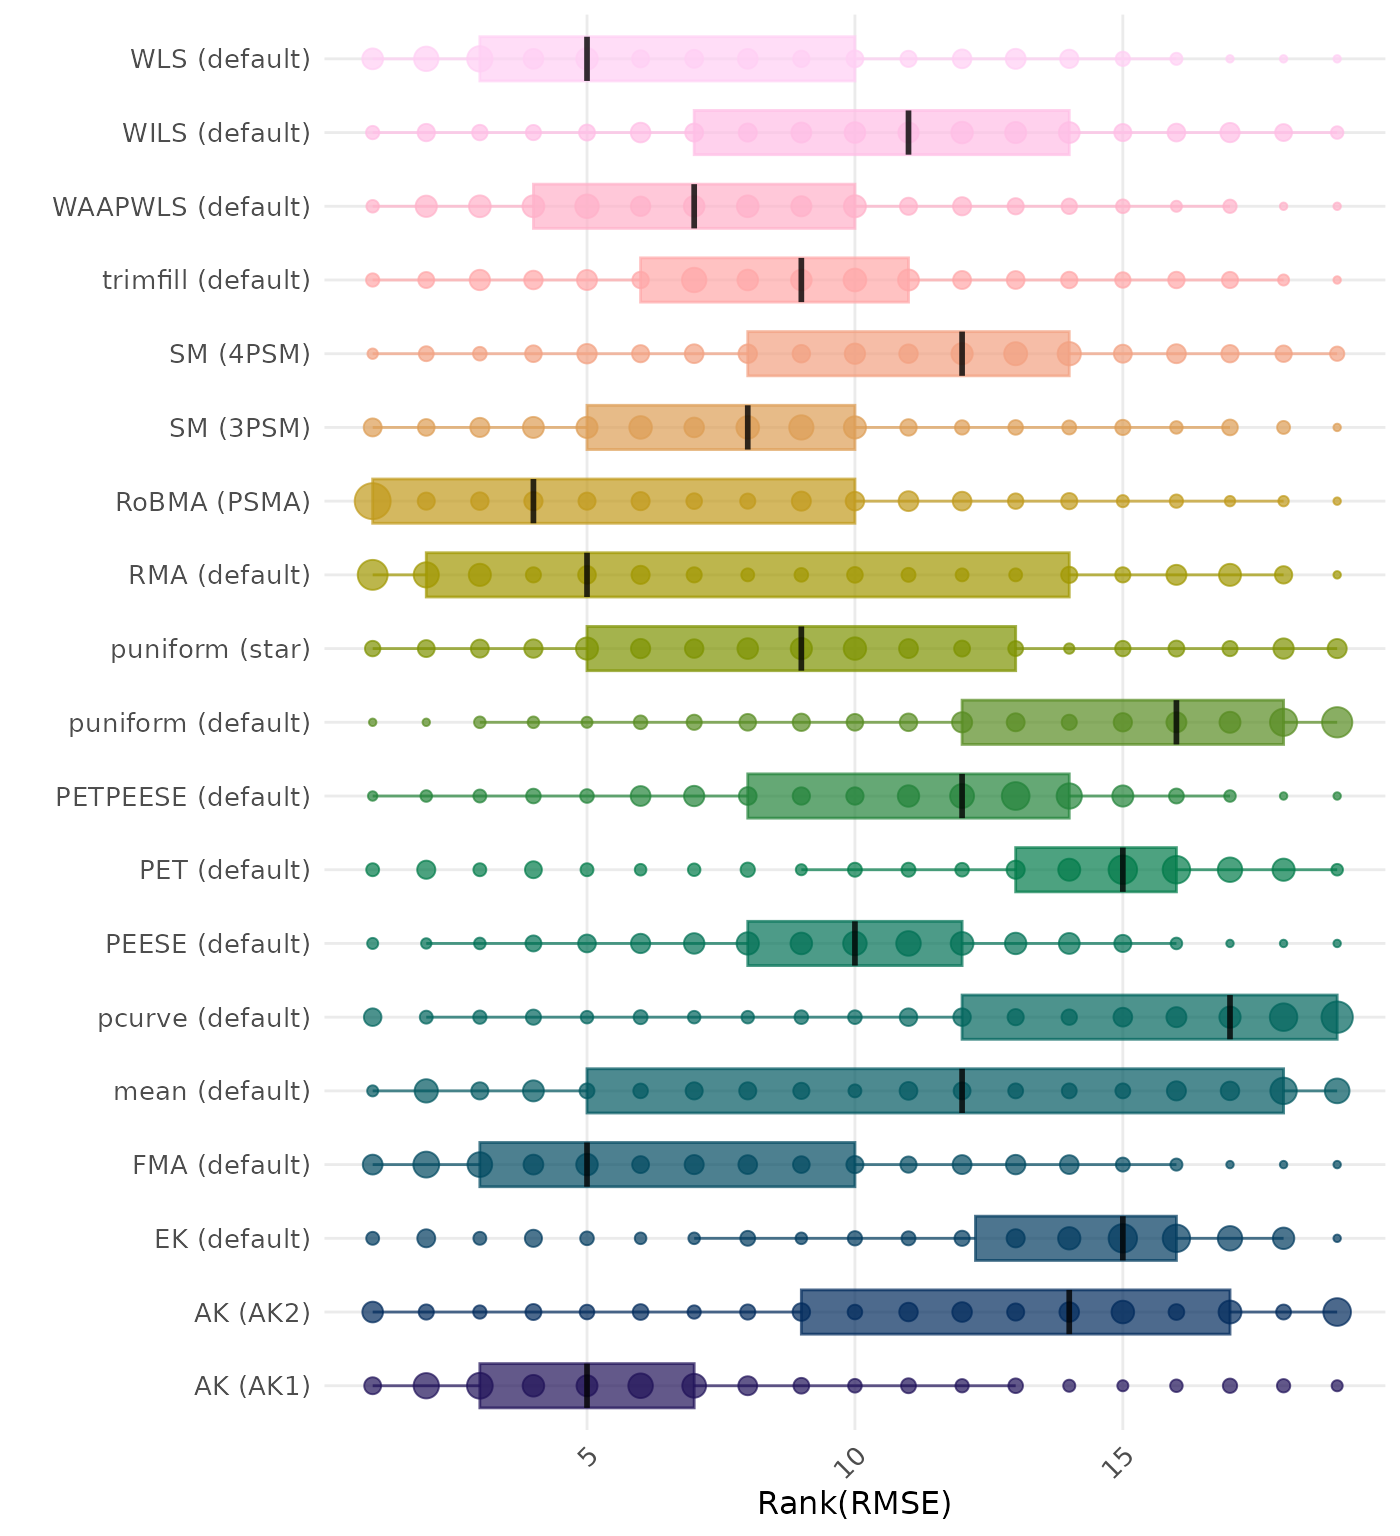 WLS (default)
WILS (default)
WAAPWLS (default)
trimfill (default)
SM (4PSM)
SM (3PSM)
RoBMA (PSMA)
RMA (default)
puniform (star)
puniform (default)
PETPEESE (default)
PET (default)
PEESE (default)
pcurve (default)
mean (default)
FMA (default)
EK (default)
AK (AK2)
AK (AK1)
5
10
15
Rank(RMSE)